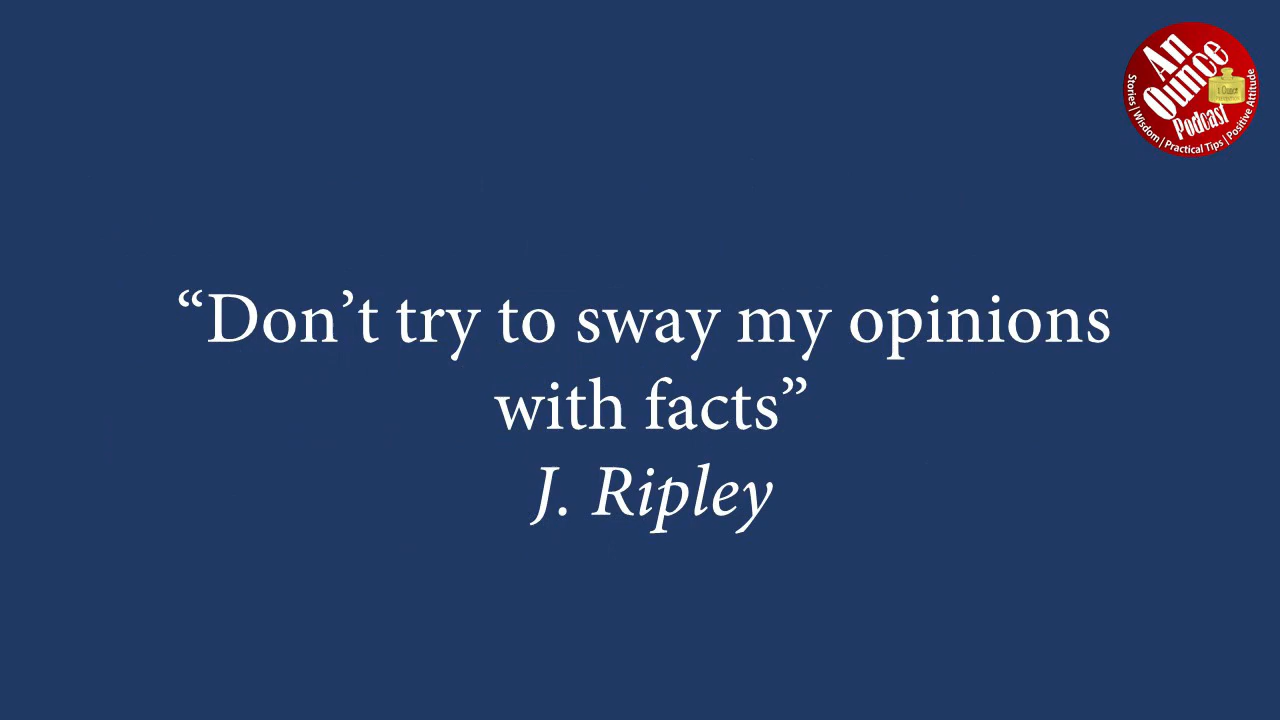 An
Ounce
Podcast
Stories | Wisdom | Practical Tips | Positive Attitude
“Don’t try to sway my opinions
with facts”
J. Ripley